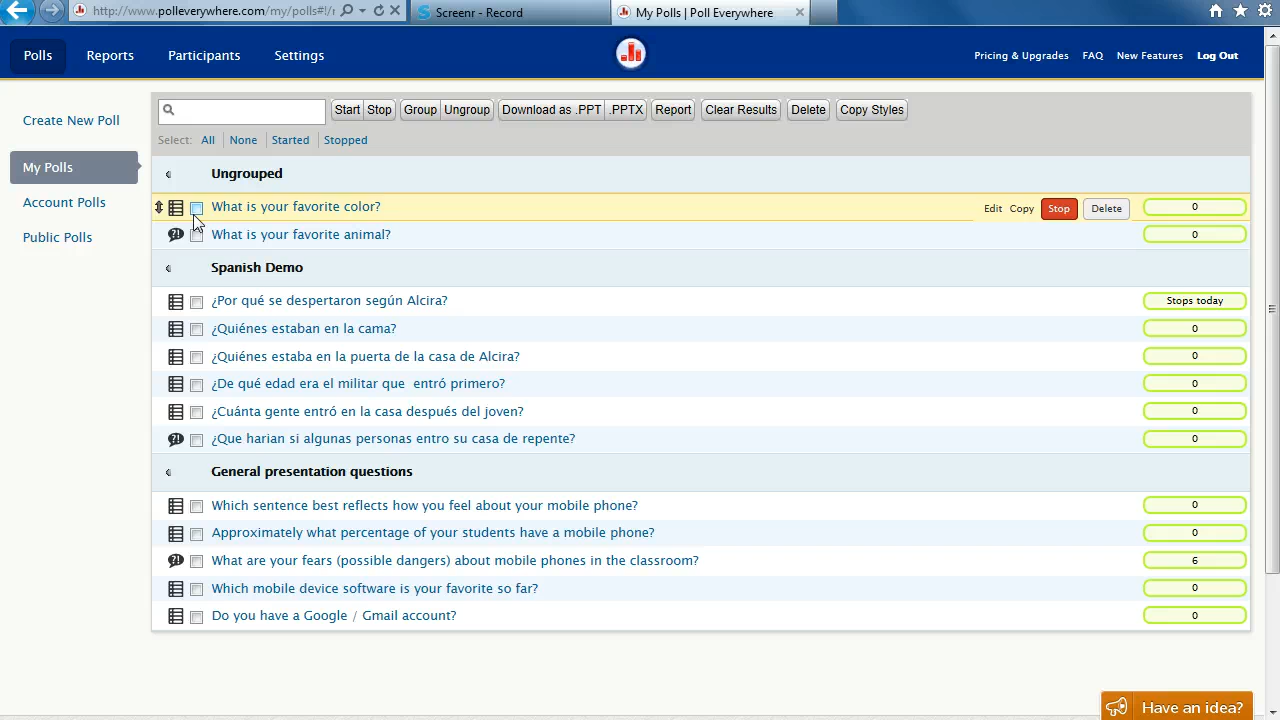 http://www.polleverywhere.com/my/polls#!/
Screenr - Record
My Polls | Poll Everywhere
Polls
Reports
Participants
Settings
Pricing & Upgrades
FAQ
New Features
Log Out
Create New Poll
My Polls
Account Polls
Public Polls
Start Stop Group Ungroup Download as .PPT .PPTX Report Clear Results Delete Copy Styles
Select: All None Started Stopped
Ungrouped
What is your favorite color? Edit Copy Stop Delete 0
What is your favorite animal? 0
Spanish Demo
¿Por qué se despertaron según Alcira? Stops today
¿Quiénes estaban en la cama? 0
¿Quiénes estaba en la puerta de la casa de Alcira? 0
¿De qué edad era el militar que entró primero? 0
¿Cuánta gente entró en la casa después del joven? 0
¿Que harian si algunas personas entro su casa de repente? 0
General presentation questions
Which sentence best reflects how you feel about your mobile phone? 0
Approximately what percentage of your students have a mobile phone? 0
What are your fears (possible dangers) about mobile phones in the classroom? 6
Which mobile device software is your favorite so far? 0
Do you have a Google / Gmail account? 0
Have an idea?